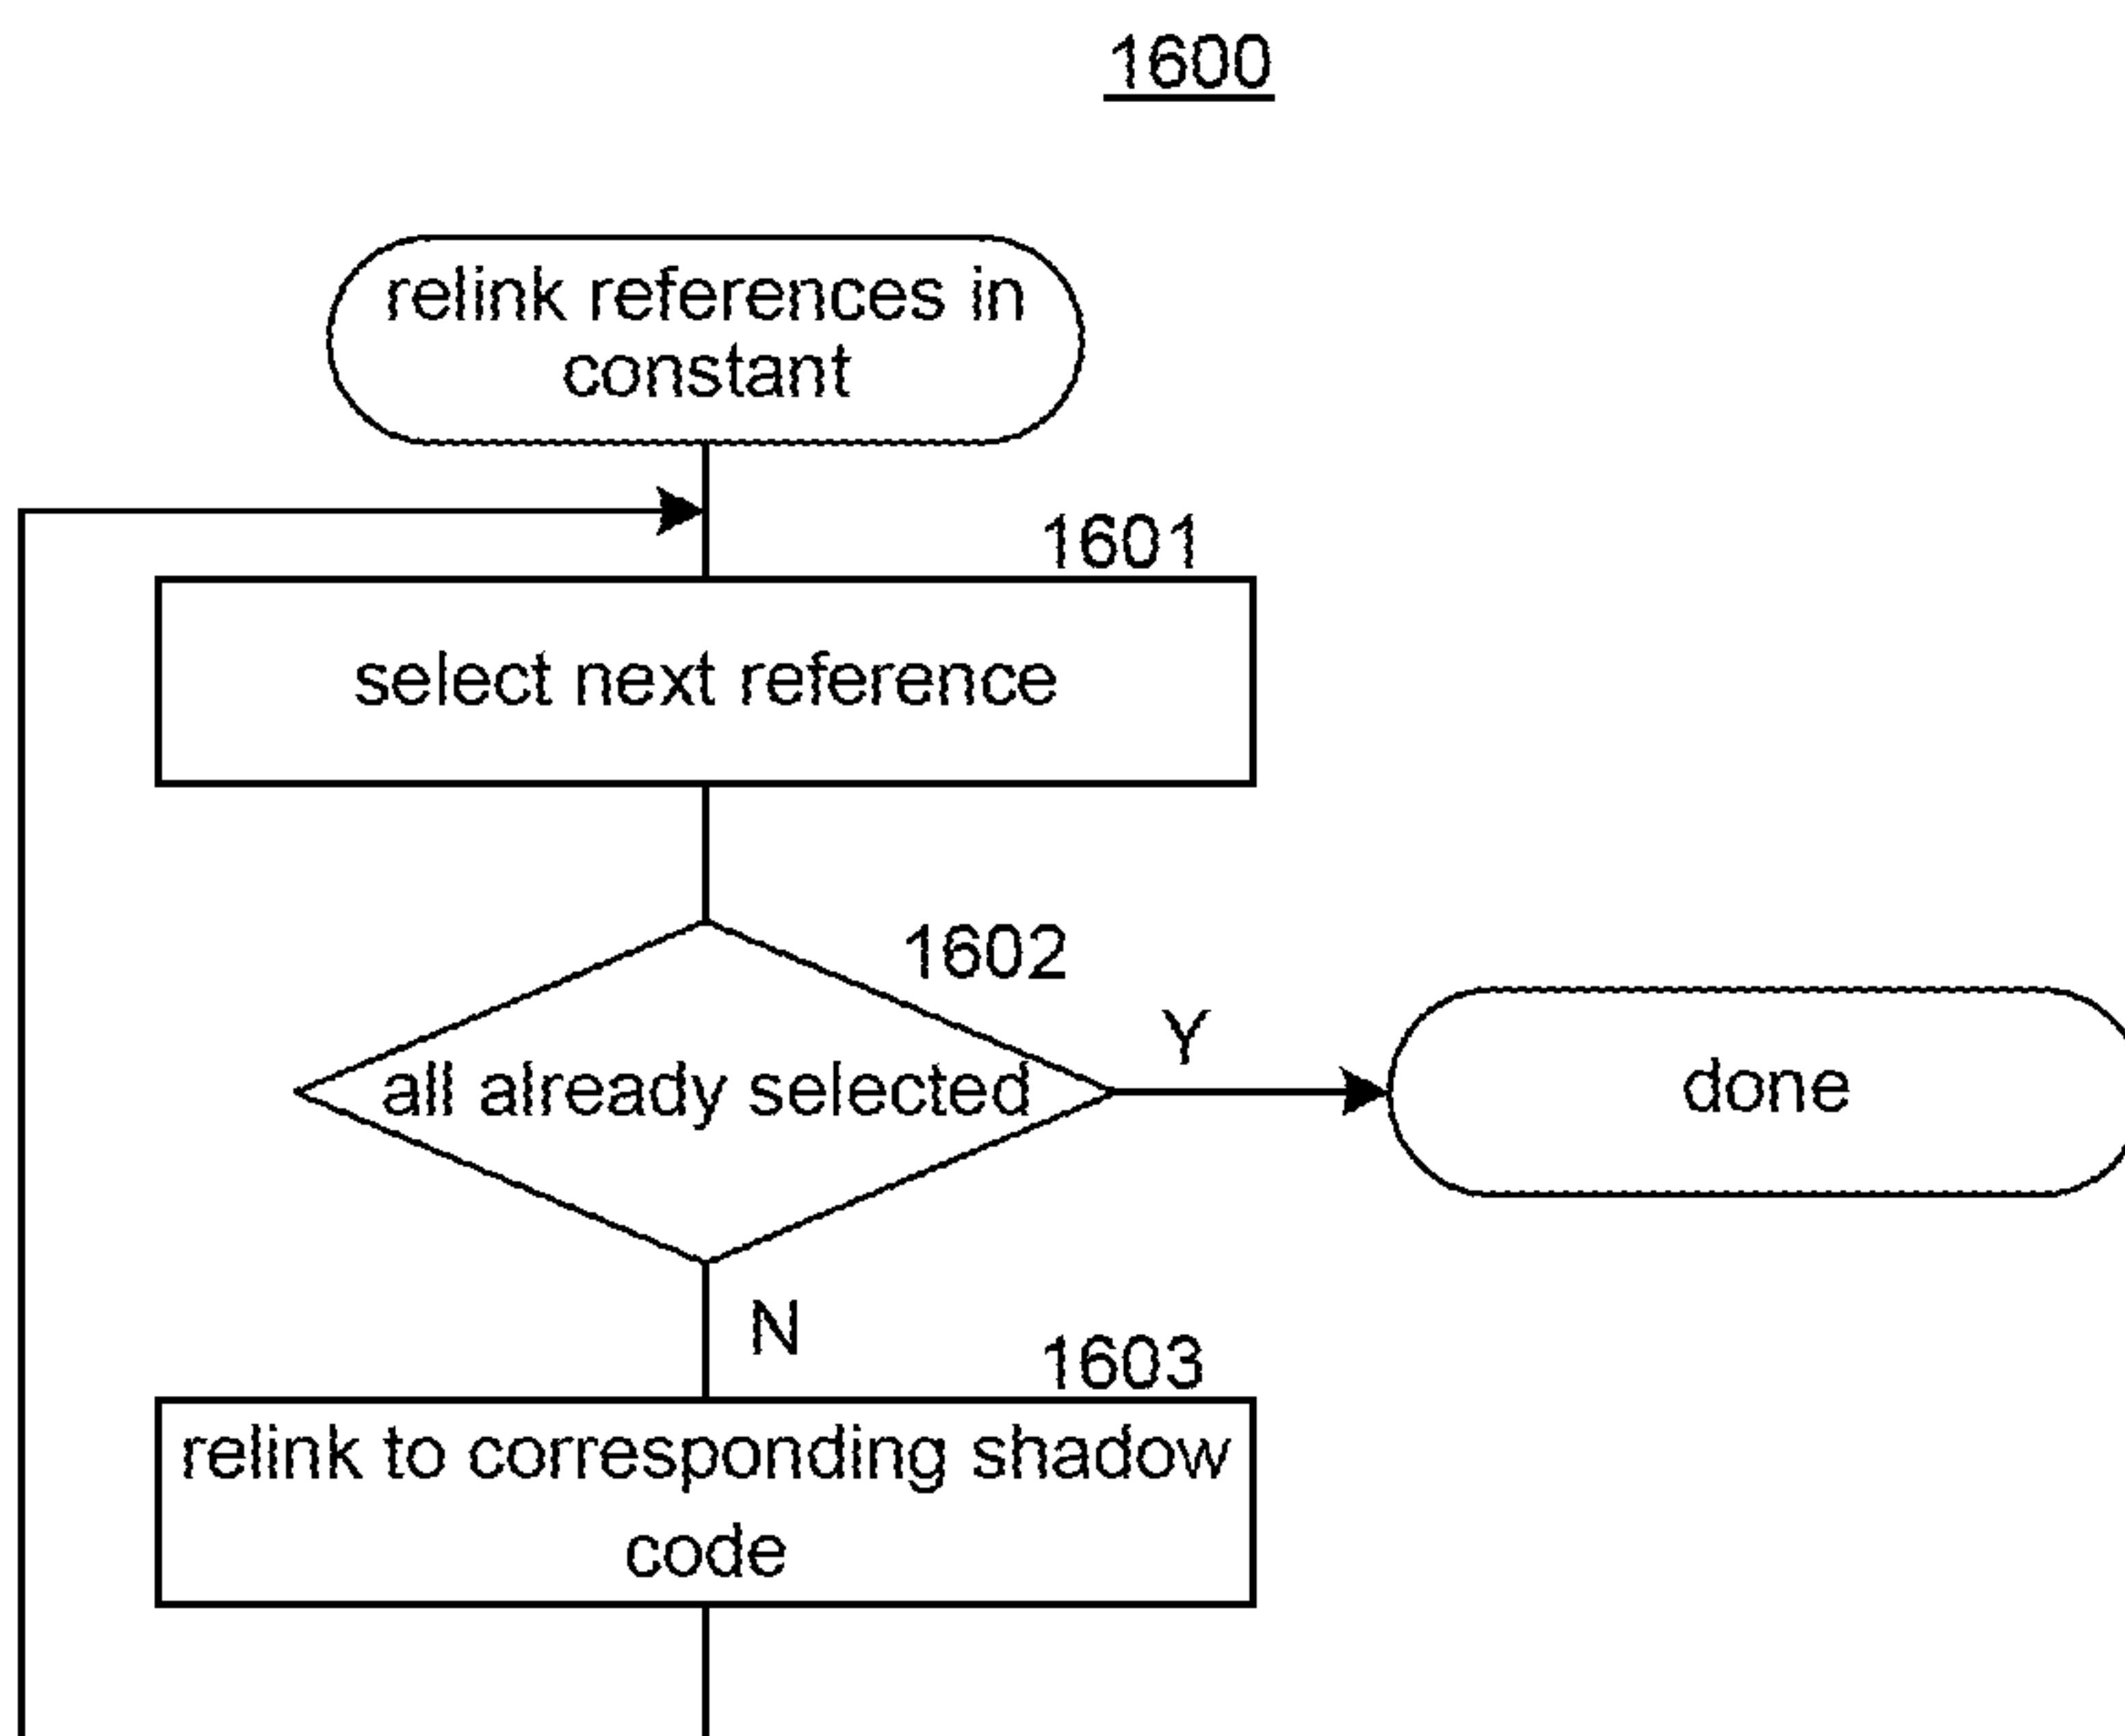 1600
relink references in
constant
1601
select next reference
1602
all already selected
Y
done
N
1603
relink to corresponding shadow
code